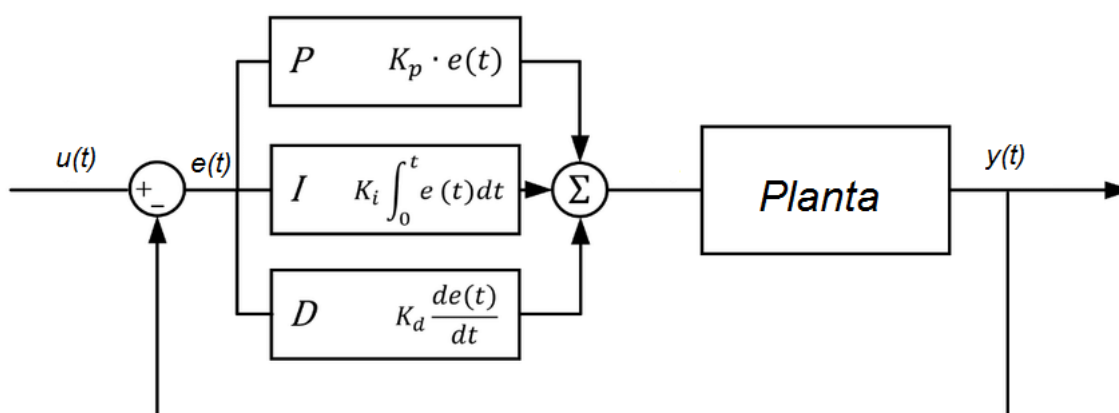 P K_p · e(t)
u(t)
+
−
e(t)
I K_i ∫_0^t e (t)dt
Σ
Planta
y(t)
D K_d de(t)/dt